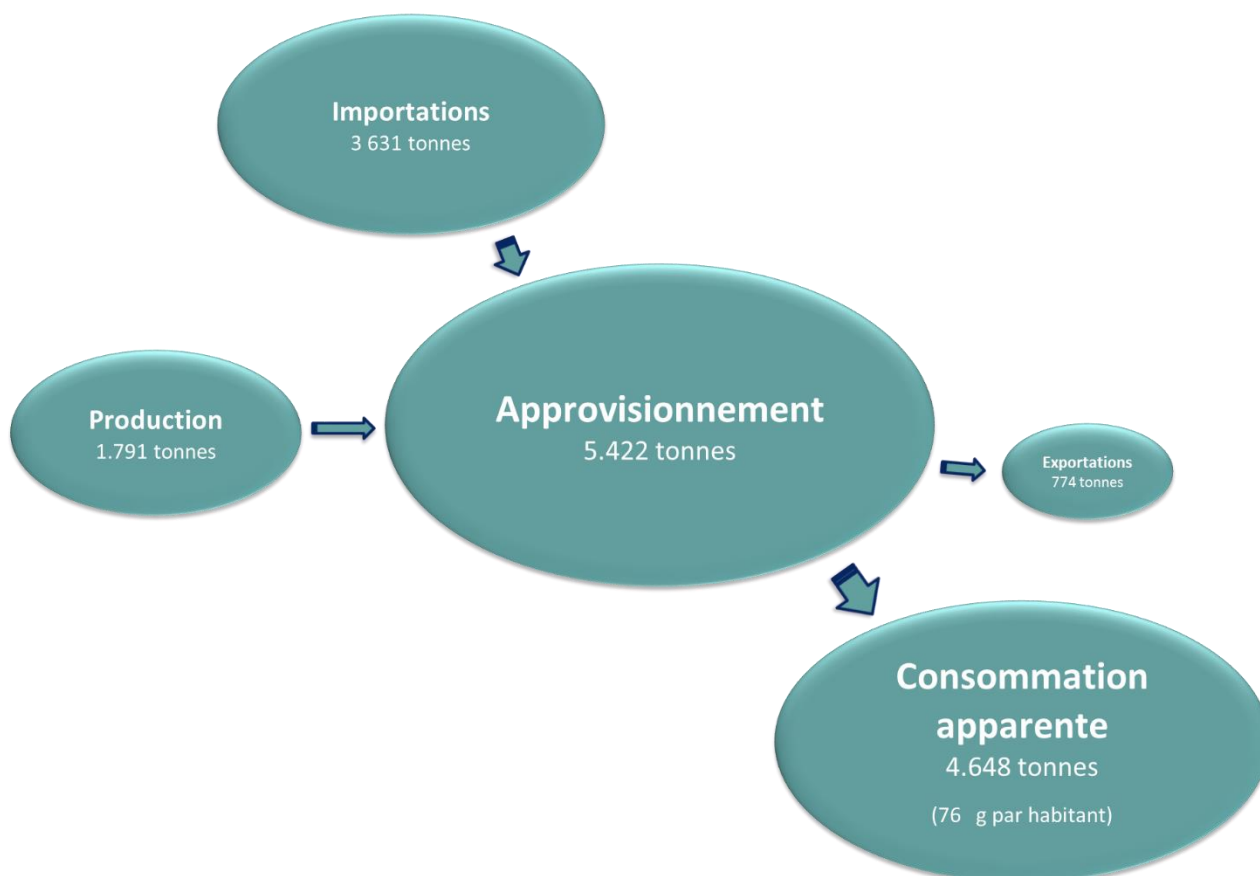 Importations
3 631 tonnes
Production
1.791 tonnes
Approvisionnement
5.422 tonnes
Exportations
774 tonnes
Consommation
apparente
4.648 tonnes
(76 g par habitant)